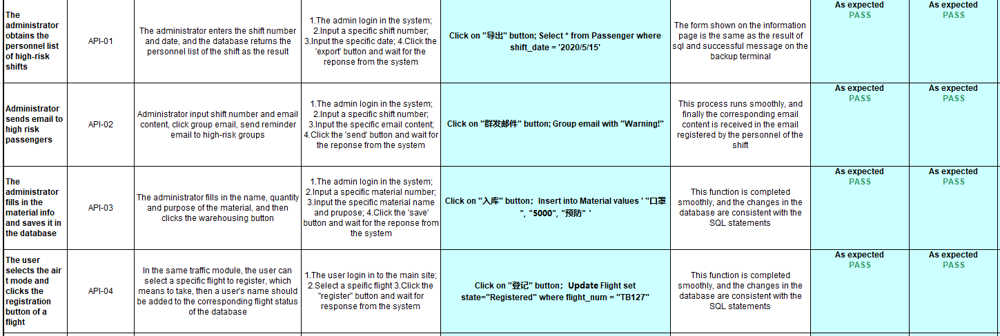 The
administrator
obtains the
personnel list
of high-risk
shifts
API-01
The administrator enters the shift number
and date, and the database returns the
personnel list of the shift as the result
1.The admin login in the system;
2.Input a specific shift number;
3.Input the specific date; 4.Click the
'export' button and wait for the
reponse from the system
Click on "导出" button; Select * from Passenger where
shift_date = '2020/5/15'
The form shown on the information
page is the same as the result of
sql and successful message on the
backup terminal
As expected
PASS
As expected
PASS
Administrator
sends email to
high risk
passengers
API-02
Administrator input shift number and email
content, click group email, send reminder
email to high-risk groups
1.The admin login in the system;
2.Input a specific shift number;
3.Input the specific email content;
4.Click the 'send' button and wait for
the reponse from the system
Click on "群发邮件" button; Group email with "Warning!"
This process runs smoothly, and
finally the corresponding email
content is received in the email
registered by the personnel of the
shift
As expected
PASS
As expected
PASS
The
administrator
fills in the
material info
and saves it in
the database
API-03
The administrator fills in the name, quantity
and purpose of the material, and then
clicks the warehousing button
1.The admin login in the system;
2.Input a specific material number;
3.Input the specific material name
and prupose; 4.Click the 'save'
button and wait for the reponse from
the system
Click on "入库" button；Insert into Material values ' "口罩
", "5000", "预防" '
This function is completed
smoothly, and the changes in the
database are consistent with the
SQL statements
As expected
PASS
As expected
PASS
The user
selects the air
t mode and
clicks the
registration
button of a
flight
API-04
In the same traffic module, the user can
select a specific flight to register, which
means to take, then a user's name should
be added to the corresponding flight status
of the database
1.The user login in to the main site;
2.Select a speific flight 3.Click the
"register" button and wait for
response from the system
Click on "登记" button；Update Flight set
state="Registered" where flight_num = "TB127"
This function is completed
smoothly, and the changes in the
database are consistent with the
SQL statements
As expected
PASS
As expected
PASS